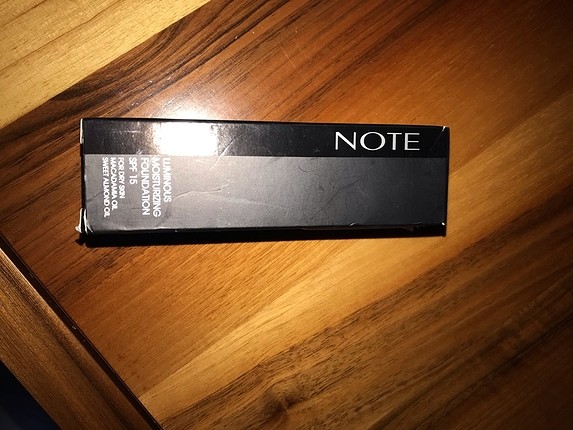 NOTE
LUMINOUS
MOISTURIZING
FOUNDATION
SPF 15
FOR DRY SKIN
MACADAMIA OIL
SWEET ALMOND OIL